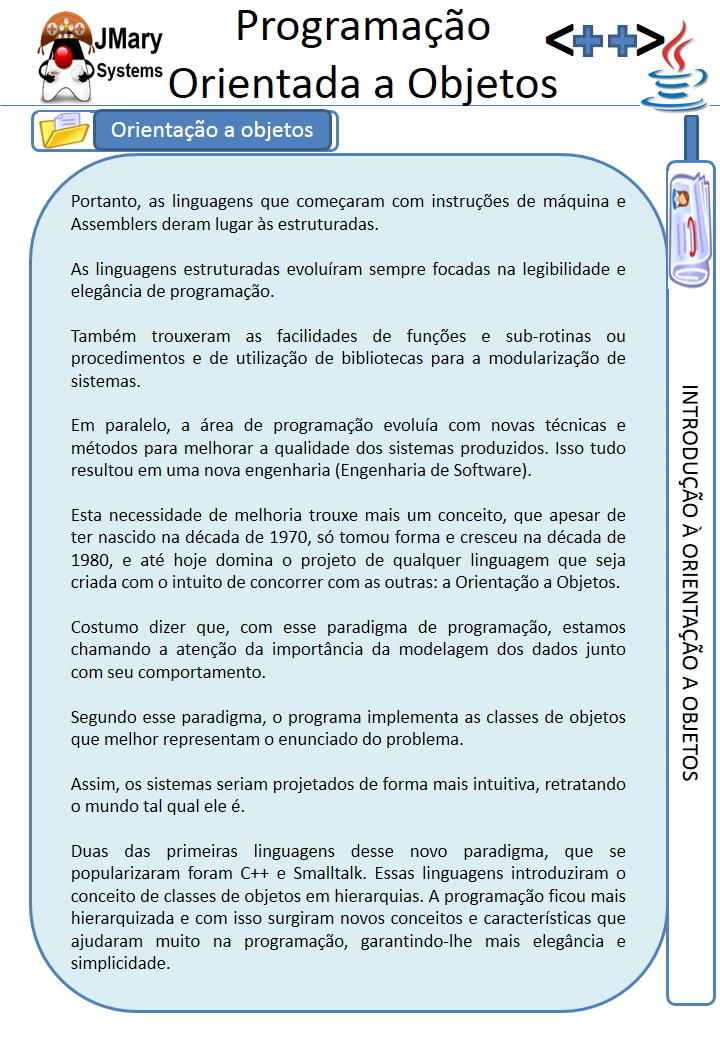 JMary
Systems
Programação
Orientada a Objetos
<++>
Orientação a objetos
Portanto, as linguagens que começaram com instruções de máquina e
Assemblers deram lugar às estruturadas.
As linguagens estruturadas evoluíram sempre focadas na legibilidade e
elegância de programação.
Também trouxeram as facilidades de funções e sub-rotinas ou
procedimentos e de utilização de bibliotecas para a modularização de
sistemas.
Em paralelo, a área de programação evoluía com novas técnicas e
métodos para melhorar a qualidade dos sistemas produzidos. Isso tudo
resultou em uma nova engenharia (Engenharia de Software).
Esta necessidade de melhoria trouxe mais um conceito, que apesar de
ter nascido na década de 1970, só tomou forma e cresceu na década de
1980, e até hoje domina o projeto de qualquer linguagem que seja
criada com o intuito de concorrer com as outras: a Orientação a Objetos.
Costumo dizer que, com esse paradigma de programação, estamos
chamando a atenção da importância da modelagem dos dados junto
com seu comportamento.
Segundo esse paradigma, o programa implementa as classes de objetos
que melhor representam o enunciado do problema.
Assim, os sistemas seriam projetados de forma mais intuitiva, retratando
o mundo tal qual ele é.
Duas das primeiras linguagens desse novo paradigma, que se
popularizaram foram C++ e Smalltalk. Essas linguagens introduziram o
conceito de classes de objetos em hierarquias. A programação ficou mais
hierarquizada e com isso surgiram novos conceitos e características que
ajudaram muito na programação, garantindo-lhe mais elegância e
simplicidade.
INTRODUÇÃO À ORIENTAÇÃO A OBJETOS